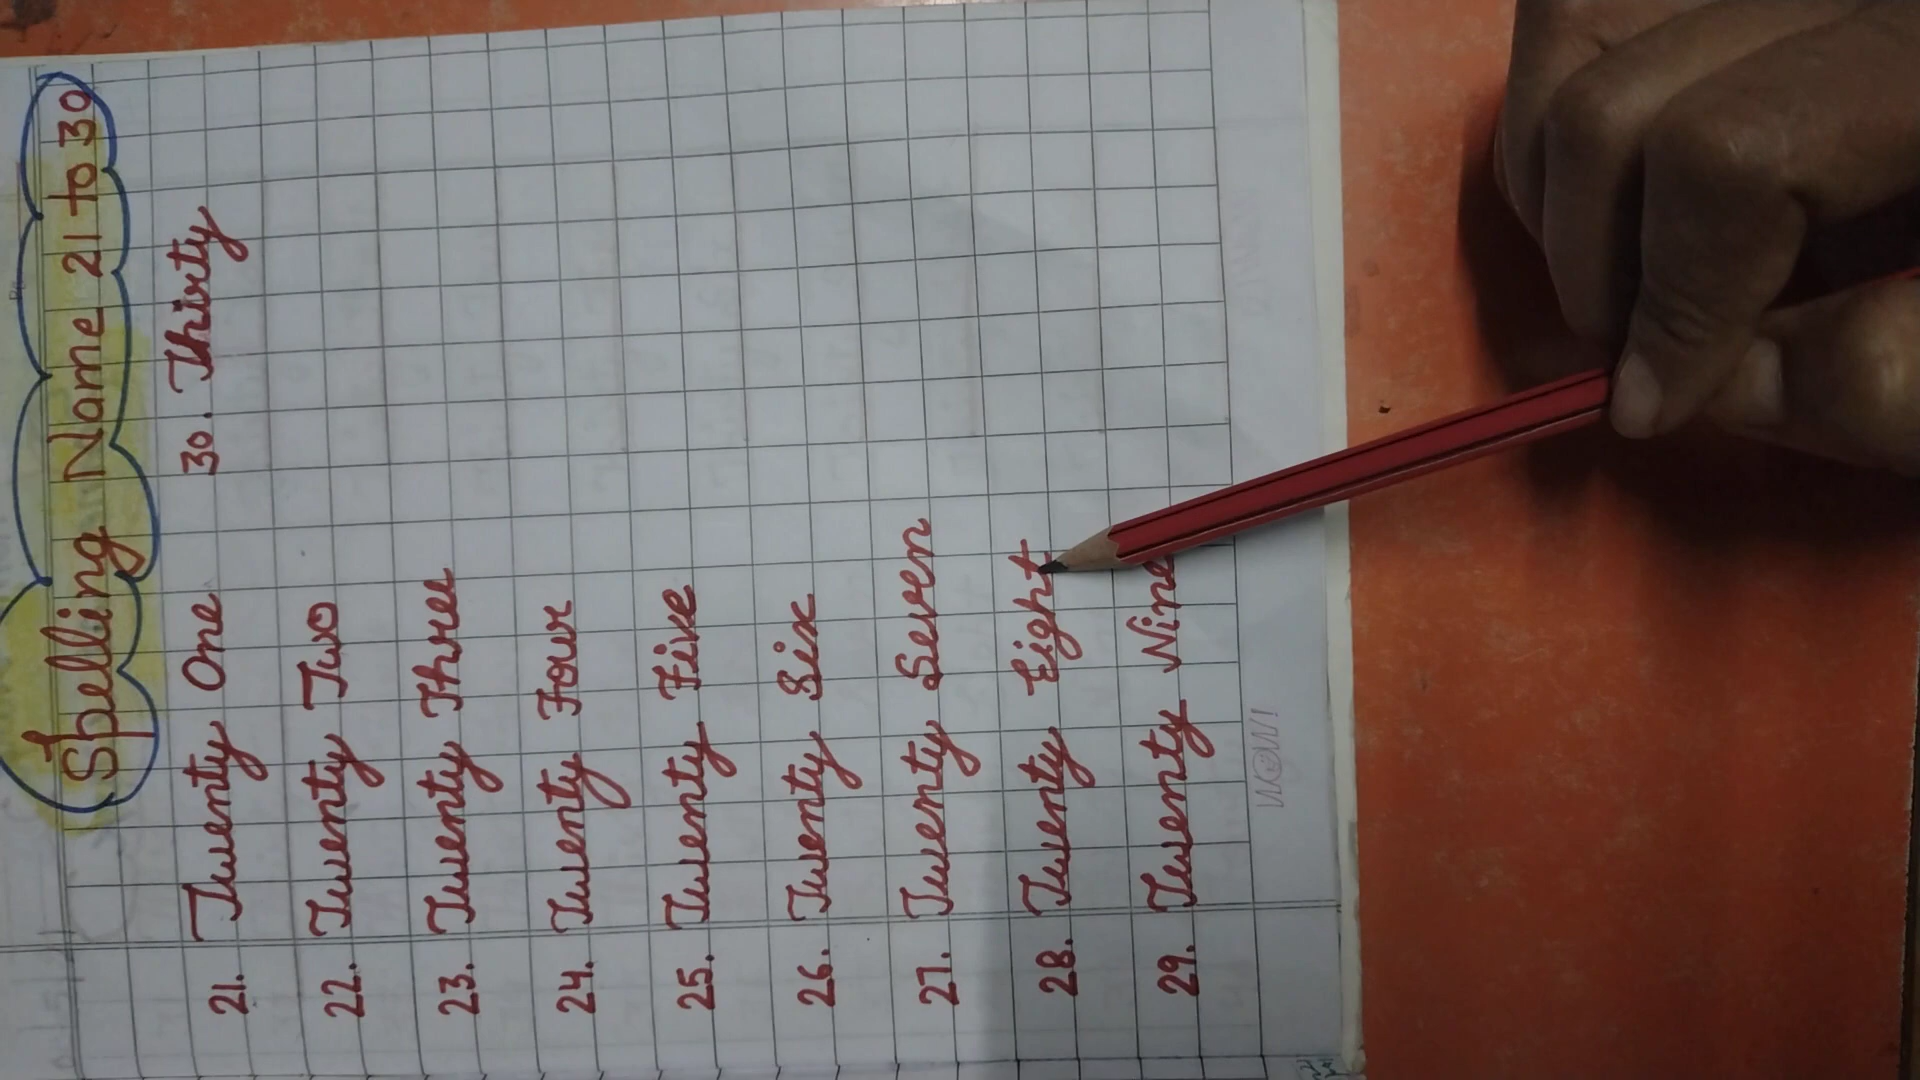 Spelling Name 21 to 30
21. Twenty One
22. Twenty Two
23. Twenty Three
24. Twenty Four
25. Twenty Five
26. Twenty Six
27. Twenty Seven
28. Twenty Eight
29. Twenty Nine
30. Thirty